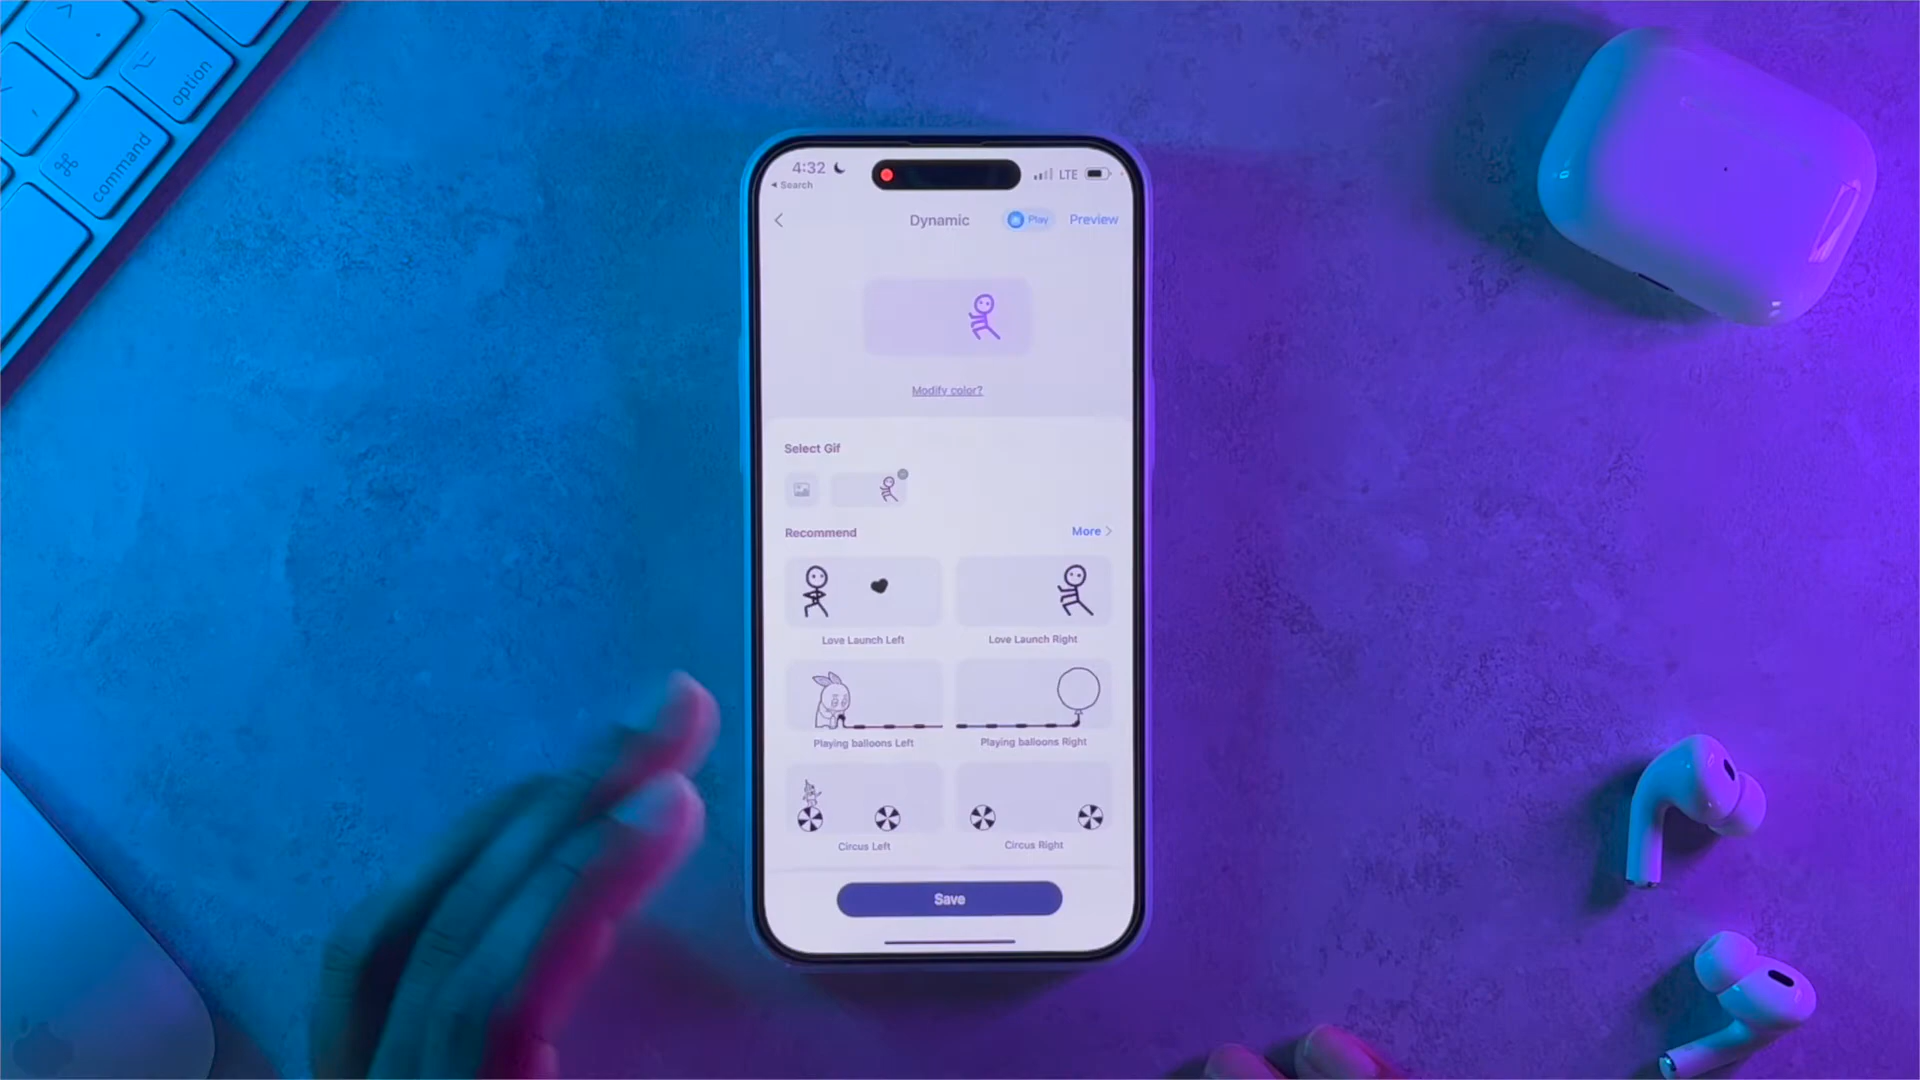 option
command
4:32
Search
LTE
Dynamic
Play
Preview
Modify color?
Select Gif
Recommend
More
Love Launch Left
Love Launch Right
Playing balloons Left
Playing balloons Right
Circus Left
Circus Right
Save